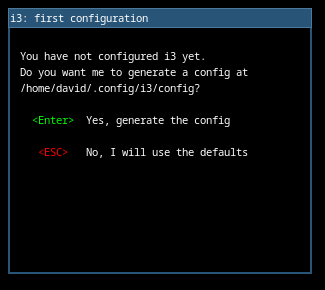 i3: first configuration
You have not configured i3 yet.
Do you want me to generate a config at
/home/david/.config/i3/config?
<Enter> Yes, generate the config
<ESC> No, I will use the defaults